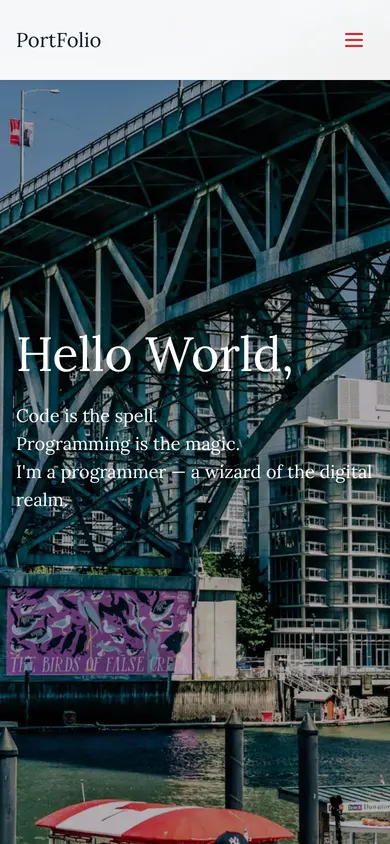 PortFolio
Hello World,
Code is the spell.
Programming is the magic.
I'm a programmer — a wizard of the digital
realm.
THE BIRDS OF FALSE CREEK